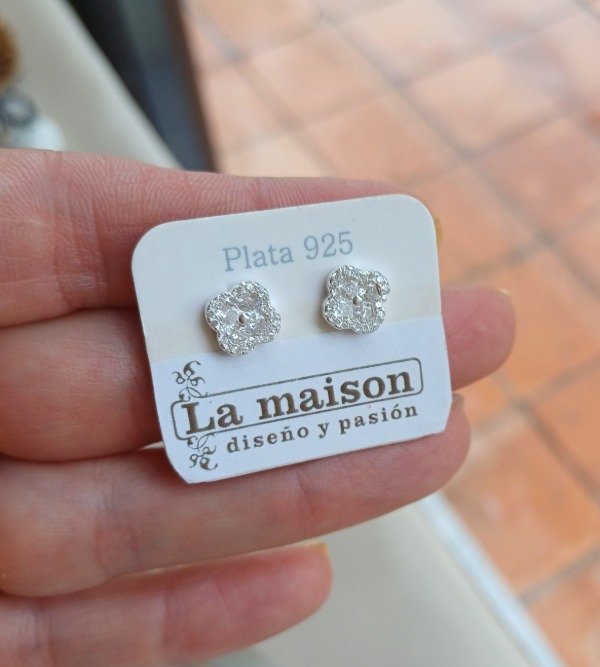 Plata 925
La maison
diseño y pasión